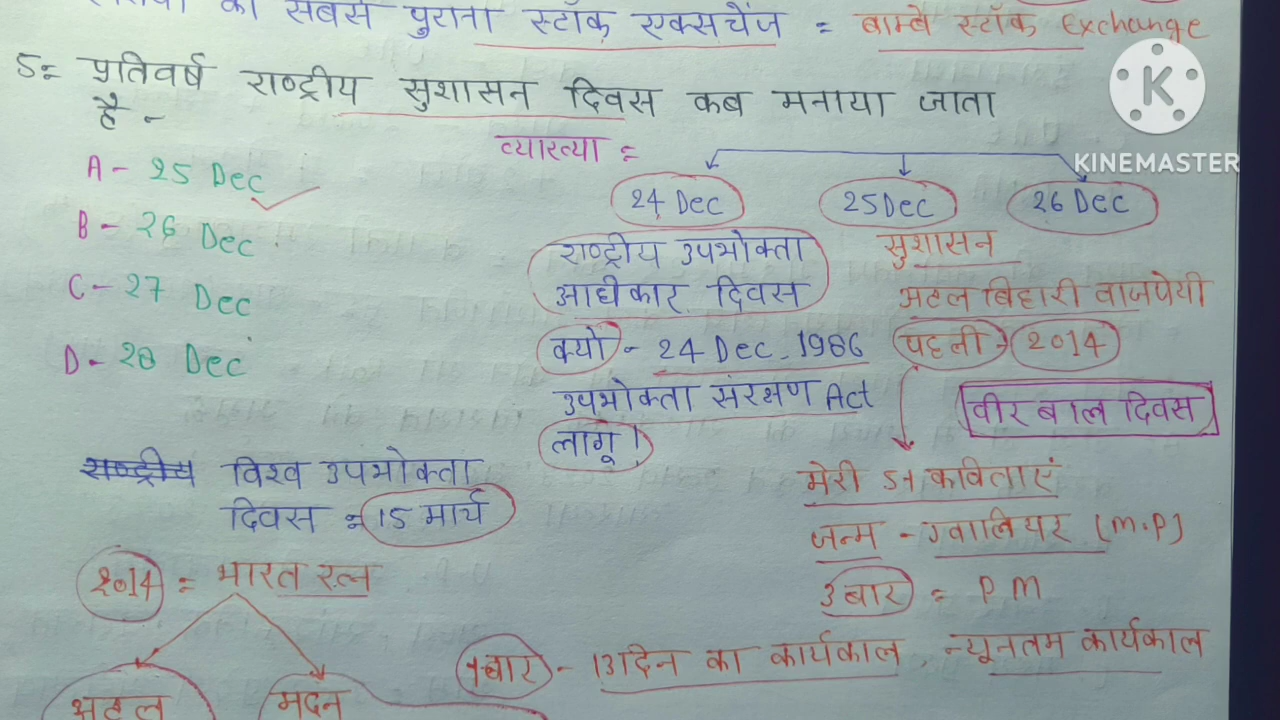 का सबसे पुराना स्टॉक एक्सचेंज = बाम्बे स्टॉक Exchange
5:- प्रतिवर्ष राष्ट्रीय सुशासन दिवस कब मनाया जाता
है -
A - 25 Dec
B - 26 Dec
C - 27 Dec
D - 28 Dec
व्याख्या =
24 Dec
25 Dec
26 Dec
राष्ट्रीय उपभोक्ता
आधीकार दिवस
क्यों - 24 Dec. 1986
उपभोक्ता संरक्षण Act
लागू।
सुशासन
अटल बिहारी वाजपेयी
पहली - 2014
वीर बाल दिवस
मेरी 51 कविताएं
जन्म - ग्वालियर (M.P)
3 बार = PM
1 बार - 13 दिन का कार्यकाल, न्यूनतम कार्यकाल
राष्ट्रीय विश्व उपभोक्ता
दिवस = 15 मार्च
2014 = भारत रत्न
अटल
मदन
KINEMASTER